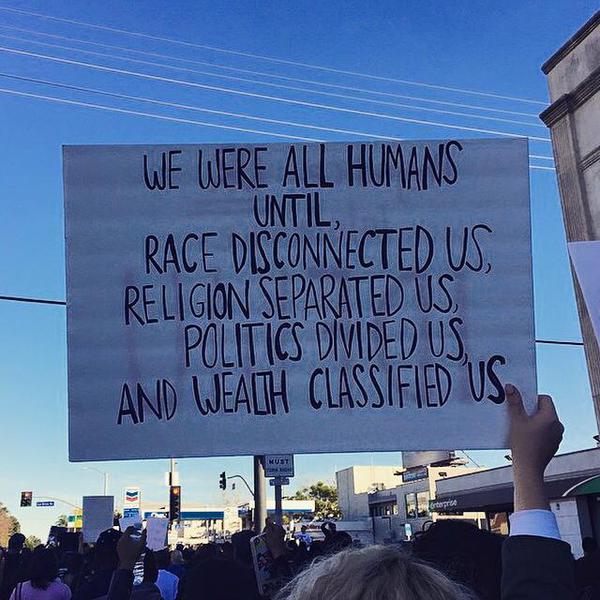 WE WERE ALL HUMANS
UNTIL,
RACE DISCONNECTED US,
RELIGION SEPARATED US,
POLITICS DIVIDED US,
AND WEALTH CLASSIFIED US
MUST
TURN RIGHT
enterprise